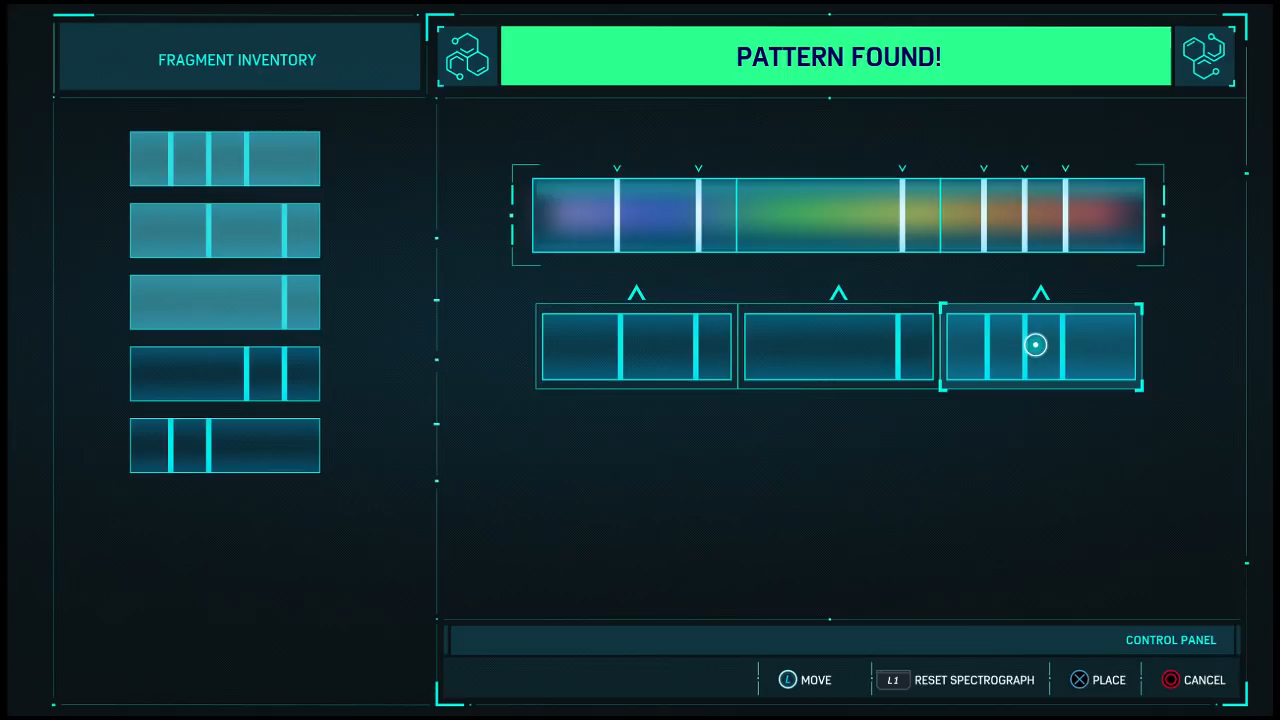 FRAGMENT INVENTORY
PATTERN FOUND!
CONTROL PANEL
L MOVE
L1 RESET SPECTROGRAPH
PLACE
CANCEL